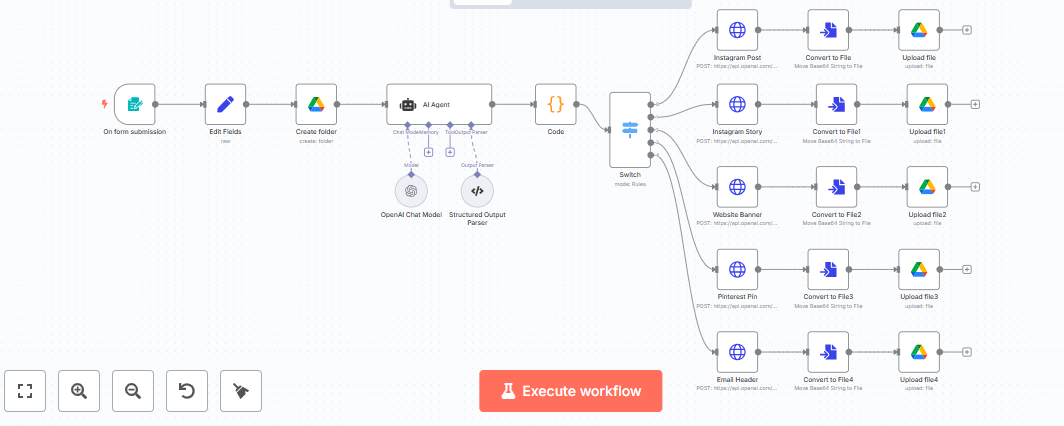 Instagram Post
POST: https://api.openai.com/...
Convert to File
Move Base64 String to File
Upload file
upload: file
On form submission
Edit Fields
raw
Create folder
create: folder
AI Agent
Chat Model
Memory
Tool
Output Parser
Model
Output Parser
OpenAI Chat Model
Structured Output
Parser
Code
Switch
mode: Rules
Instagram Story
POST: https://api.openai.com/...
Convert to File1
Move Base64 String to File
Upload file1
upload: file
Website Banner
POST: https://api.openai.com/...
Convert to File2
Move Base64 String to File
Upload file2
upload: file
Pinterest Pin
POST: https://api.openai.com/...
Convert to File3
Move Base64 String to File
Upload file3
upload: file
Email Header
POST: https://api.openai.com/...
Convert to File4
Move Base64 String to File
Upload file4
upload: file
Execute workflow